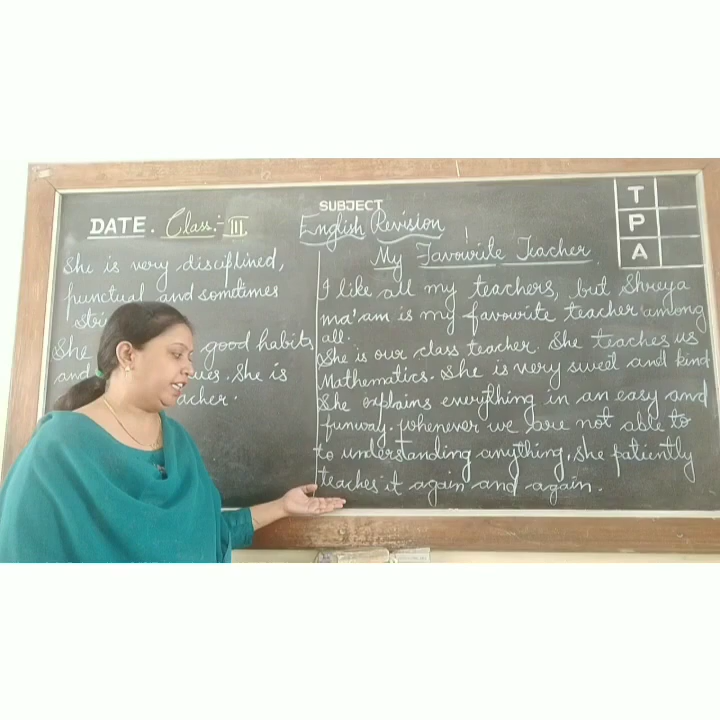 SUBJECT
DATE. Class:- III
English Revision
T
P
A
My Favourite Teacher
I like all my teachers, but Shreya
ma'am is my favourite teacher among
all.
She is our class teacher. She teaches us
Mathematics. She is very sweet and kind
She explains everything in an easy and
funway. whenever we are not able to
to understanding anything, she patiently
teaches it again and again.
She is very disciplined,
punctual and sometimes
She good habits
and She is